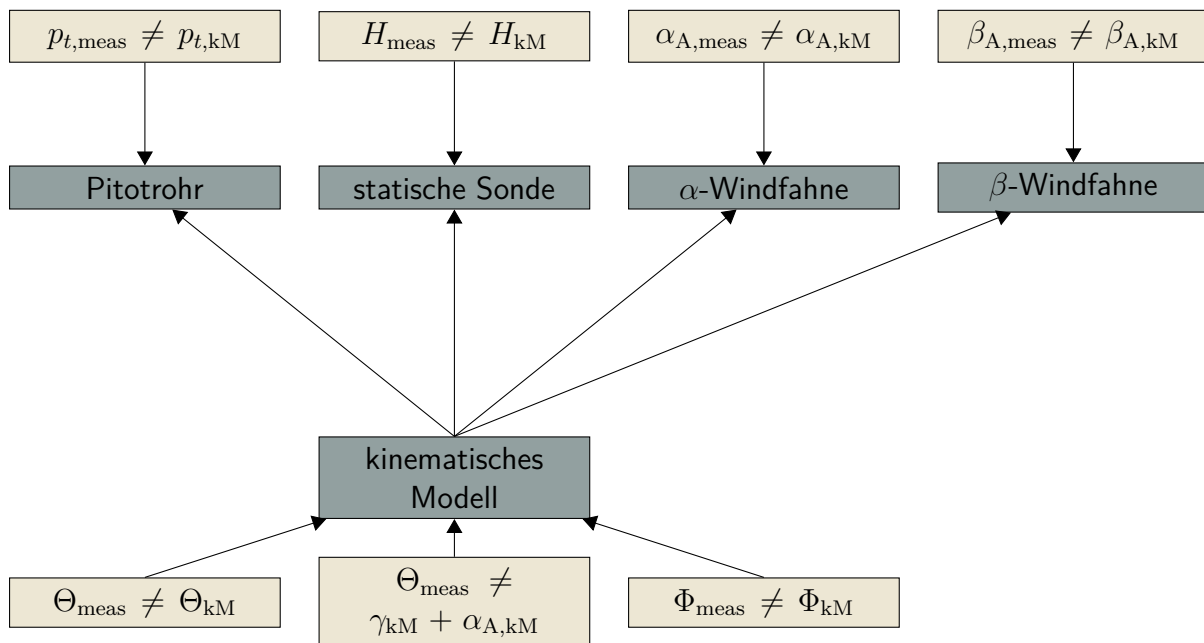 p_{t,meas} ≠ p_{t,kM}
H_{meas} ≠ H_{kM}
α_{A,meas} ≠ α_{A,kM}
β_{A,meas} ≠ β_{A,kM}
Pitotrohr
statische Sonde
α-Windfahne
β-Windfahne
kinematisches
Modell
Θ_{meas} ≠ Θ_{kM}
Θ_{meas} ≠
γ_{kM} + α_{A,kM}
Φ_{meas} ≠ Φ_{kM}